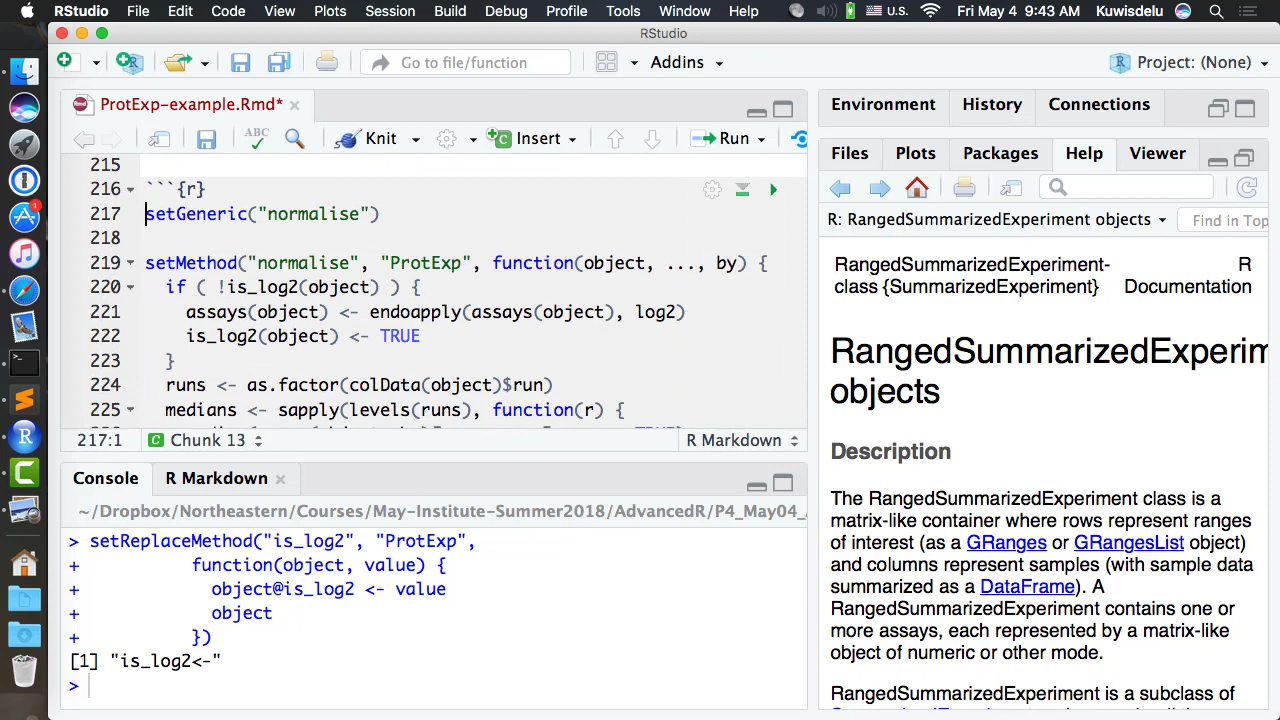 RStudio File Edit Code View Plots Session Build Debug Profile Tools Window Help U.S. Fri May 4 9:43 AM Kuwisdelu
RStudio
Go to file/function Addins Project: (None)
ProtExp-example.Rmd*
ABC Knit Insert Run
215
216 ```{r}
217 setGeneric("normalise")
218
219 setMethod("normalise", "ProtExp", function(object, ..., by) {
220 if ( !is_log2(object) ) {
221 assays(object) <- endoapply(assays(object), log2)
222 is_log2(object) <- TRUE
223 }
224 runs <- as.factor(colData(object)$run)
225 medians <- sapply(levels(runs), function(r) {
217:1 Chunk 13 R Markdown
Console R Markdown
~/Dropbox/Northeastern/Courses/May-Institute-Summer2018/AdvancedR/P4_May04_
> setReplaceMethod("is_log2", "ProtExp",
+ function(object, value) {
+ object@is_log2 <- value
+ object
+ })
[1] "is_log2<-"
>
Environment History Connections
Files Plots Packages Help Viewer
R: RangedSummarizedExperiment objects Find in Top
RangedSummarizedExperiment-
class {SummarizedExperiment}
R
Documentation
RangedSummarizedExperim
objects
Description
The RangedSummarizedExperiment class is a
matrix-like container where rows represent ranges
of interest (as a GRanges or GRangesList object)
and columns represent samples (with sample data
summarized as a DataFrame). A
RangedSummarizedExperiment contains one or
more assays, each represented by a matrix-like
object of numeric or other mode.
RangedSummarizedExperiment is a subclass of